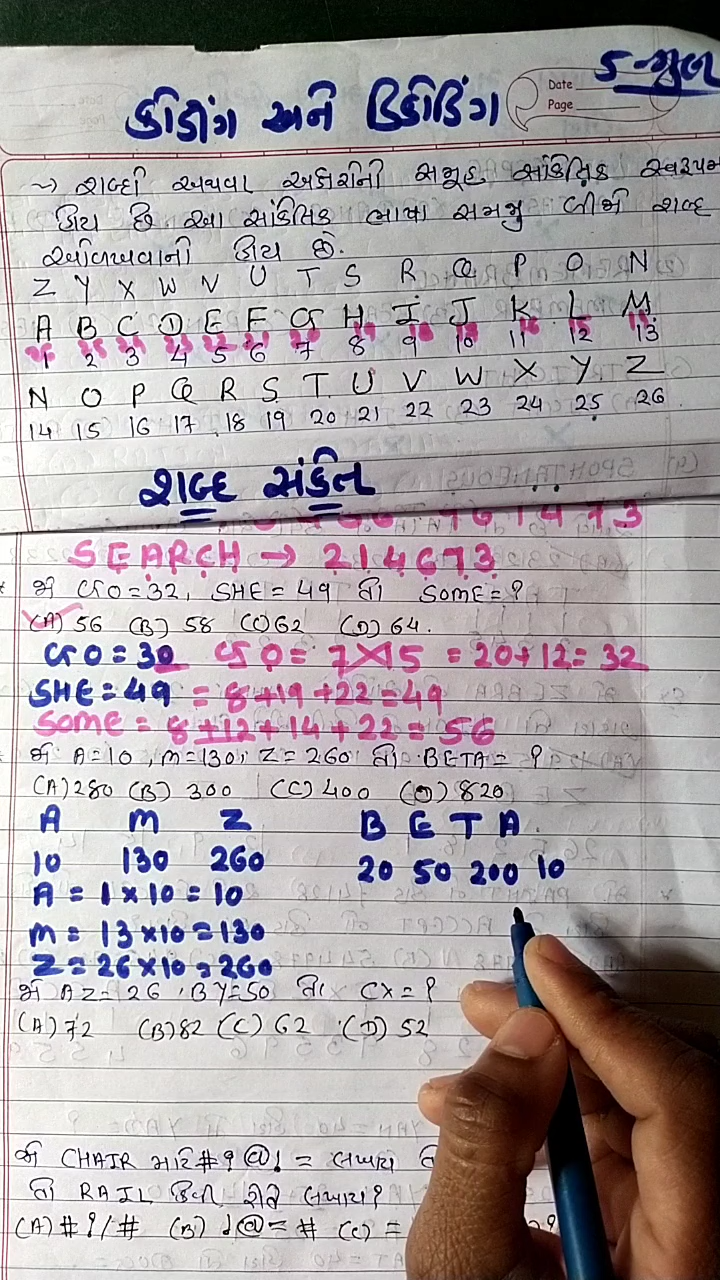 5-ગુણ
Date
Page
કોડીંગ અને ડિકોડિંગ
~> શબ્દો અથવા અક્ષરોની સમૂહ સાંકેતિક સ્વરૂપમ
હોય છે. આ સાંકેતિક ભાષા સમજી બીજો શબ્દ
ઓળખવાનો હોય છે.
Z Y X W V U T S R Q P O N
A B C D E F G H I J K L M
1 2 3 4 5 6 7 8 9 10 11 12 13
N O P Q R S T U V W X Y Z
14 15 16 17 18 19 20 21 22 23 24 25 26
શબ્દ સંકેત
SEARCH → 214673
* જો GO=32, SHE=49 તો SOME=?
(A) 56 (B) 58 (C) 62 (D) 64.
GO = 30 GO = 7×15 = 20+12= 32
SHE = 49 = 8+19+22=49
SOME = 8+12+14+22=56
* જો A=10, M=130, Z=260 તો BETA=?
(A) 280 (B) 300 (C) 400 (D) 820
A M Z B E T A
10 130 260 20 50 200 10
A = 1×10=10
M = 13×10=130
Z=26×10=260
જો AZ=26, BY=50 તો CX=?
(A) 72 (B) 82 (C) 62 (D) 52
જો CHAIR માટે #?@!=
તો RAIL કેવી રીતે લખાય?
(A) #?/# (B) !@=# (C) =